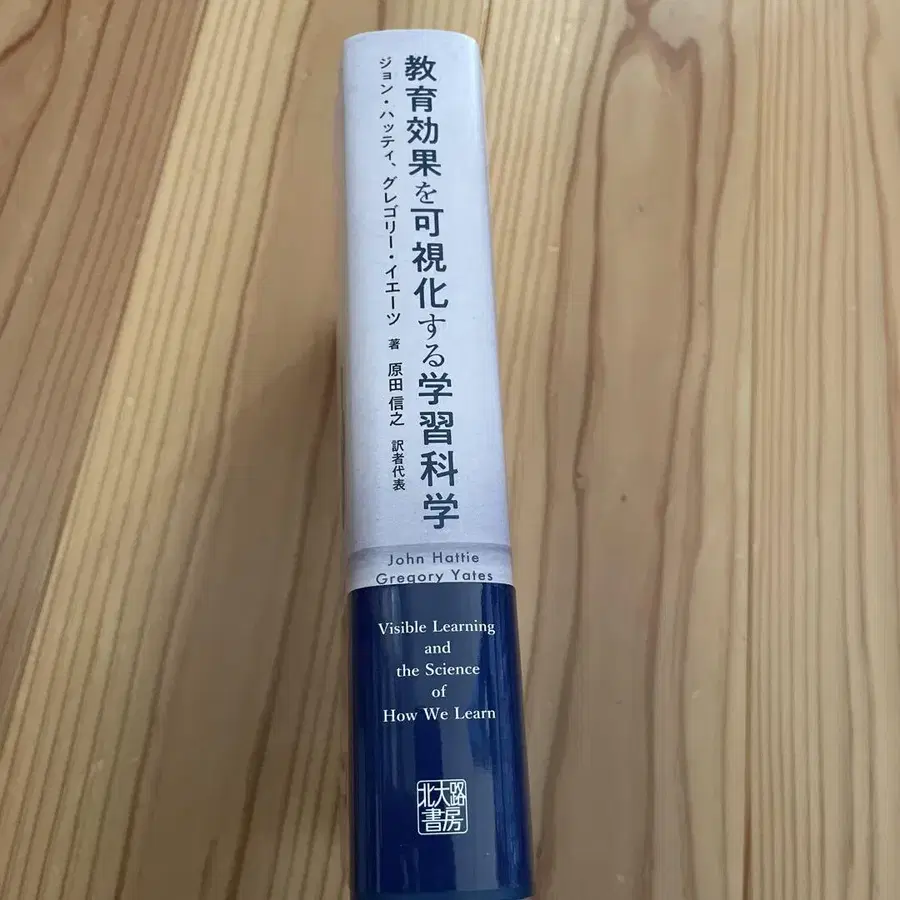 教育効果を可視化する学習科学
ジョン・ハッティ、グレゴリー・イエーツ 著 原田信之 訳者代表
John Hattie
Gregory Yates
Visible Learning
and
the Science
of
How We Learn
北大路
書房